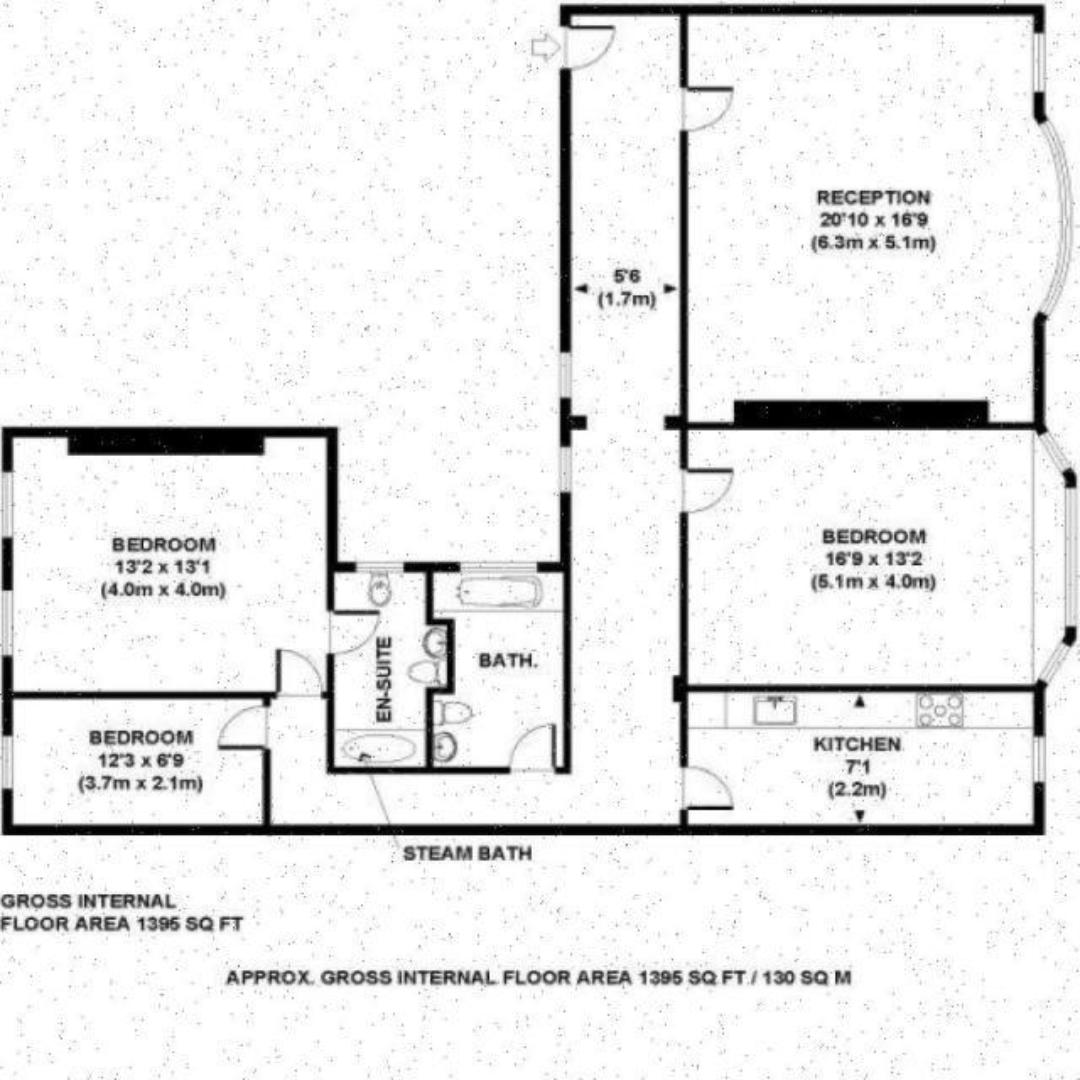 RECEPTION
20'10 x 16'9
(6.3m x 5.1m)
5'6
(1.7m)
BEDROOM
13'2 x 13'1
(4.0m x 4.0m)
BEDROOM
16'9 x 13'2
(5.1m x 4.0m)
EN-SUITE
BATH.
BEDROOM
12'3 x 6'9
(3.7m x 2.1m)
KITCHEN
7'1
(2.2m)
STEAM BATH
GROSS INTERNAL
FLOOR AREA 1395 SQ FT
APPROX. GROSS INTERNAL FLOOR AREA 1395 SQ FT / 130 SQ M